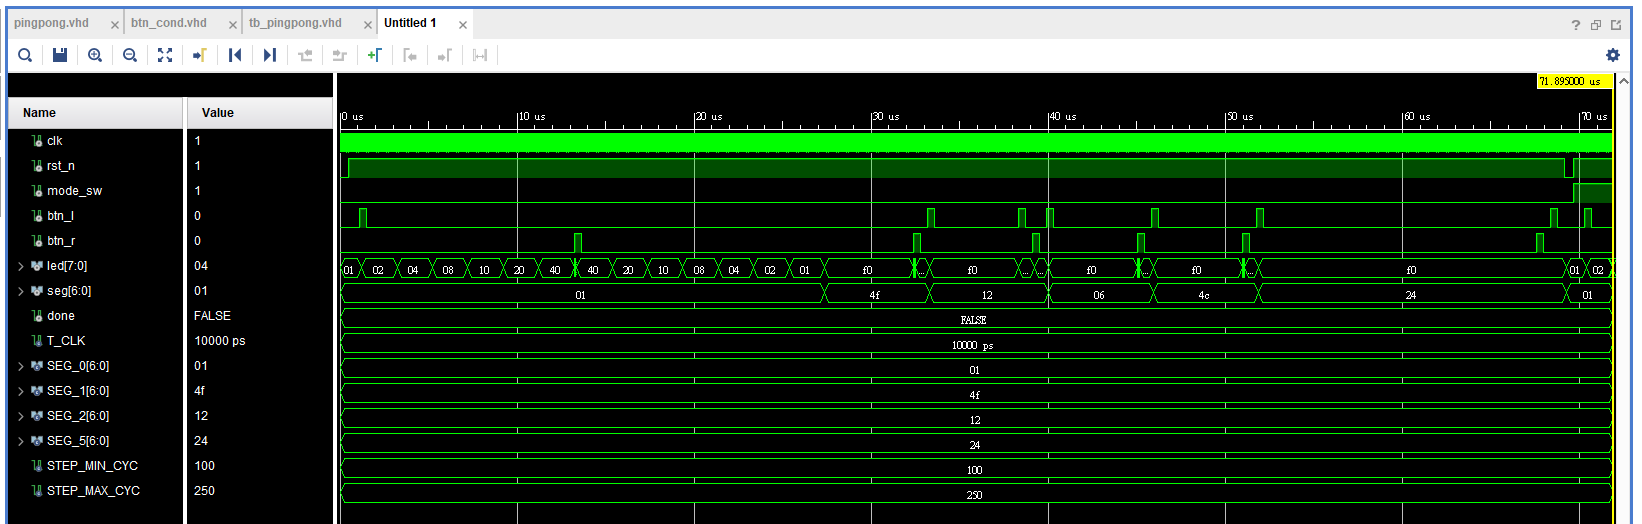 pingpong.vhd × btn_cond.vhd × tb_pingpong.vhd × Untitled 1 × ?
71.895000 us
Name Value
0 us 10 us 20 us 30 us 40 us 50 us 60 us 70 us
clk 1
rst_n 1
mode_sw 1
btn_l 0
btn_r 0
led[7:0] 04 01 02 04 08 10 20 40 40 20 10 08 04 02 01 f0 ... f0 ... ... f0 ... f0 ... f0 01 02
seg[6:0] 01 01 4f 12 06 4c 24 01
done FALSE FALSE
T_CLK 10000 ps 10000 ps
SEG_0[6:0] 01 01
SEG_1[6:0] 4f 4f
SEG_2[6:0] 12 12
SEG_5[6:0] 24 24
STEP_MIN_CYC 100 100
STEP_MAX_CYC 250 250